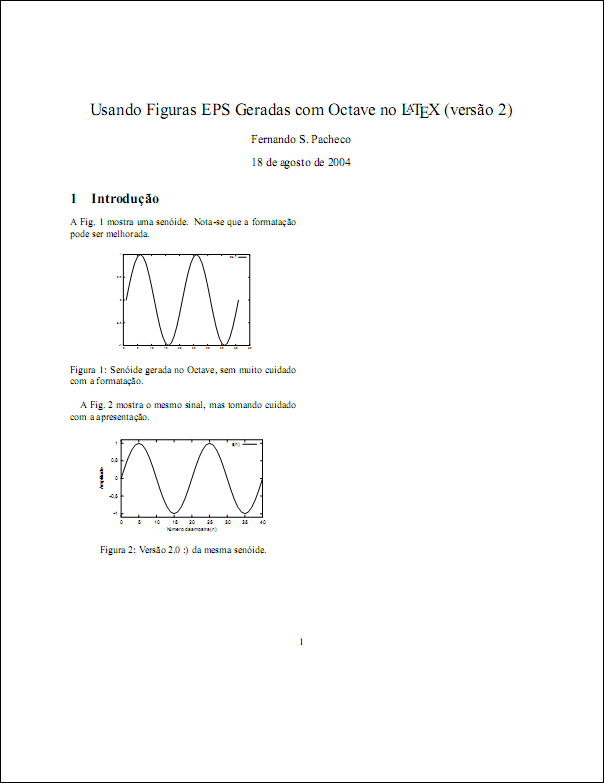 Usando Figuras EPS Geradas com Octave no LATEX (versão 2)
Fernando S. Pacheco
18 de agosto de 2004
1 Introdução
A Fig. 1 mostra uma senóide. Nota-se que a formatação
pode ser melhorada.
Figura 1: Senóide gerada no Octave, sem muito cuidado
com a formatação.
A Fig. 2 mostra o mesmo sinal, mas tomando cuidado
com a apresentação.
1
0.5
0
-0.5
-1
Amplitude
0 5 10 15 20 25 30 35 40
Número da amostra (n)
Figura 2: Versão 2.0 :) da mesma senóide.
1